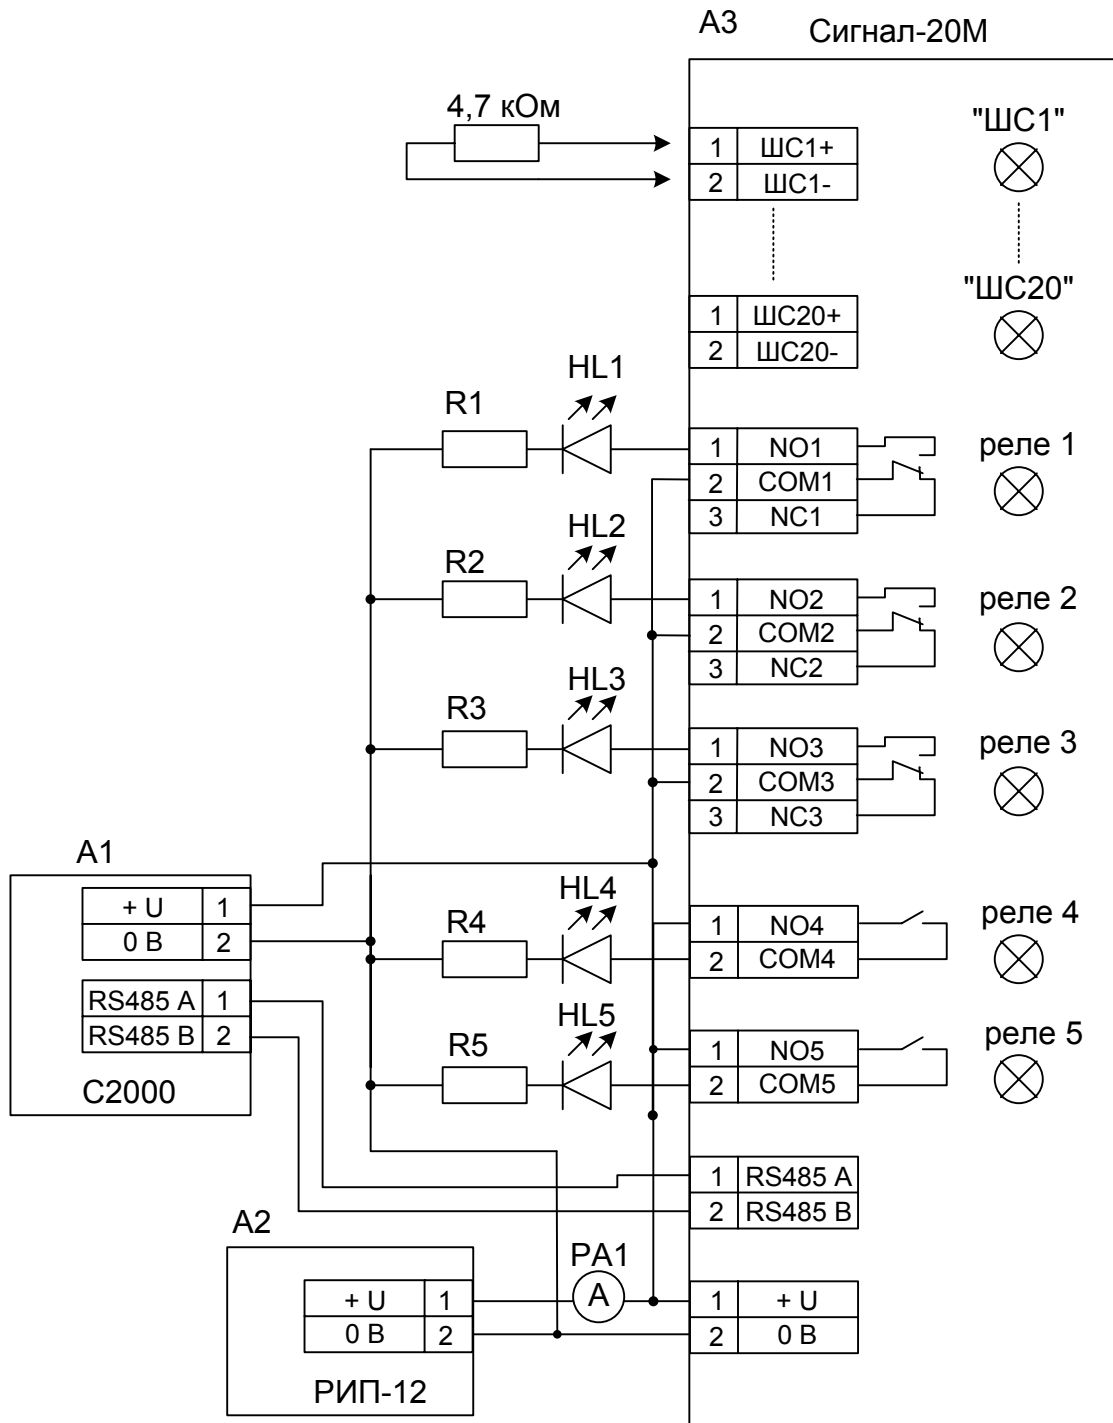 А3 Сигнал-20М
4,7 кОм
1 ШС1+
2 ШС1-
"ШС1"
1 ШС20+
2 ШС20-
"ШС20"
R1 HL1
1 NO1
2 COM1
3 NC1
реле 1
R2 HL2
1 NO2
2 COM2
3 NC2
реле 2
R3 HL3
1 NO3
2 COM3
3 NC3
реле 3
А1
+ U 1
0 В 2
RS485 A 1
RS485 B 2
С2000
R4 HL4
1 NO4
2 COM4
реле 4
R5 HL5
1 NO5
2 COM5
реле 5
1 RS485 A
2 RS485 B
А2
+ U 1
0 В 2
РИП-12
PA1
A
1 + U
2 0 В